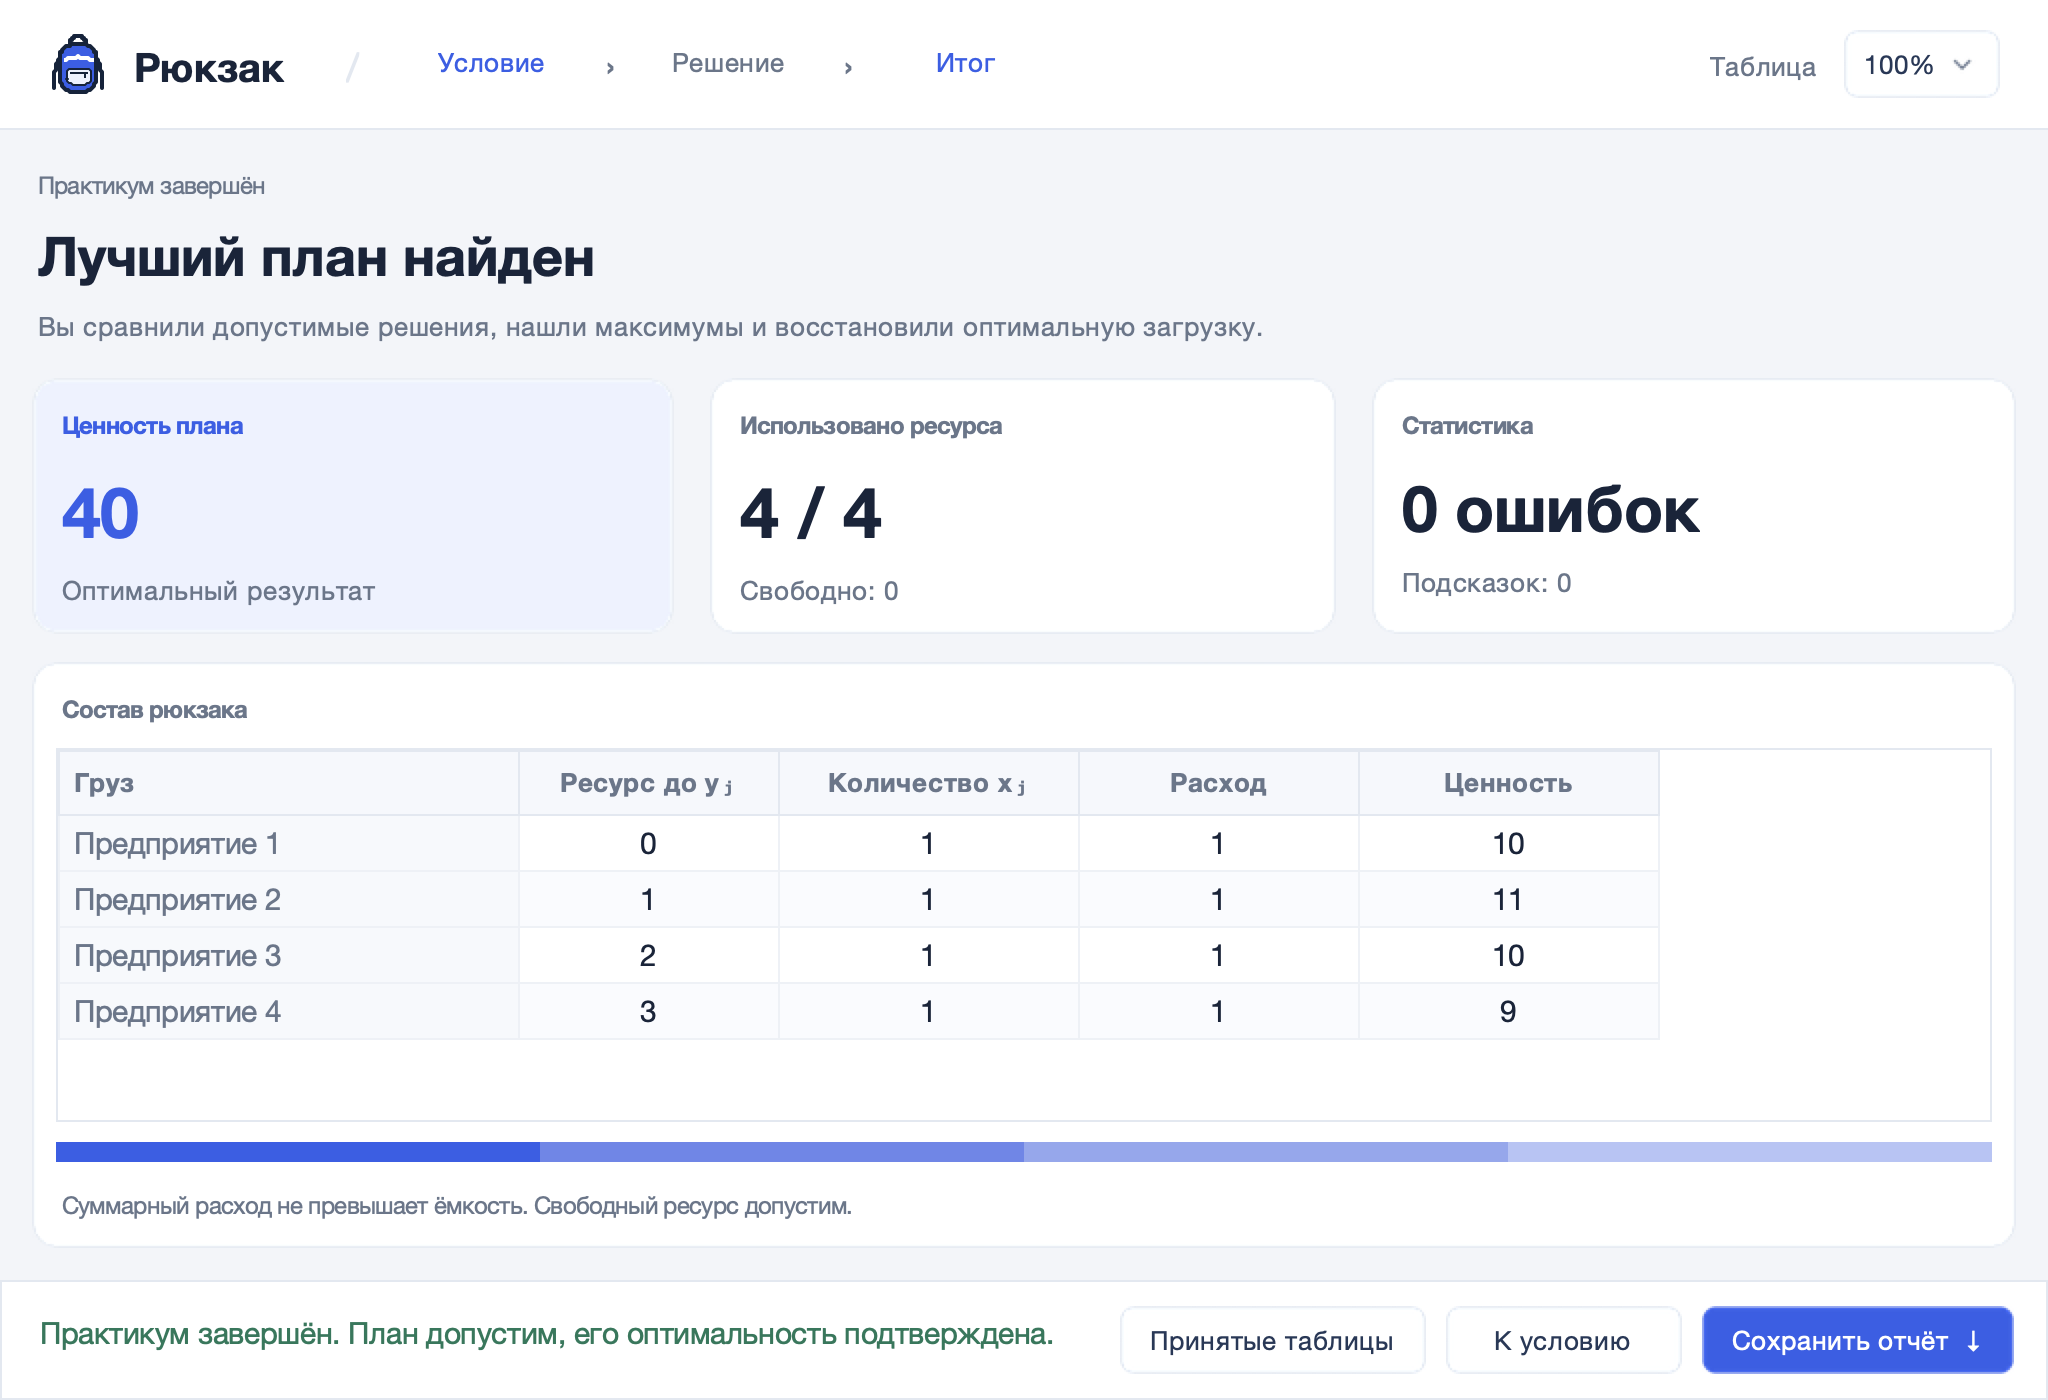 Рюкзак / Условие › Решение › Итог Таблица 100%
Практикум завершён
Лучший план найден
Вы сравнили допустимые решения, нашли максимумы и восстановили оптимальную загрузку.
Ценность плана
40
Оптимальный результат
Использовано ресурса
4 / 4
Свободно: 0
Статистика
0 ошибок
Подсказок: 0
Состав рюкзака
Груз Ресурс до y j Количество x j Расход Ценность
Предприятие 1 0 1 1 10
Предприятие 2 1 1 1 11
Предприятие 3 2 1 1 10
Предприятие 4 3 1 1 9
Суммарный расход не превышает ёмкость. Свободный ресурс допустим.
Практикум завершён. План допустим, его оптимальность подтверждена. Принятые таблицы К условию Сохранить отчёт ↓